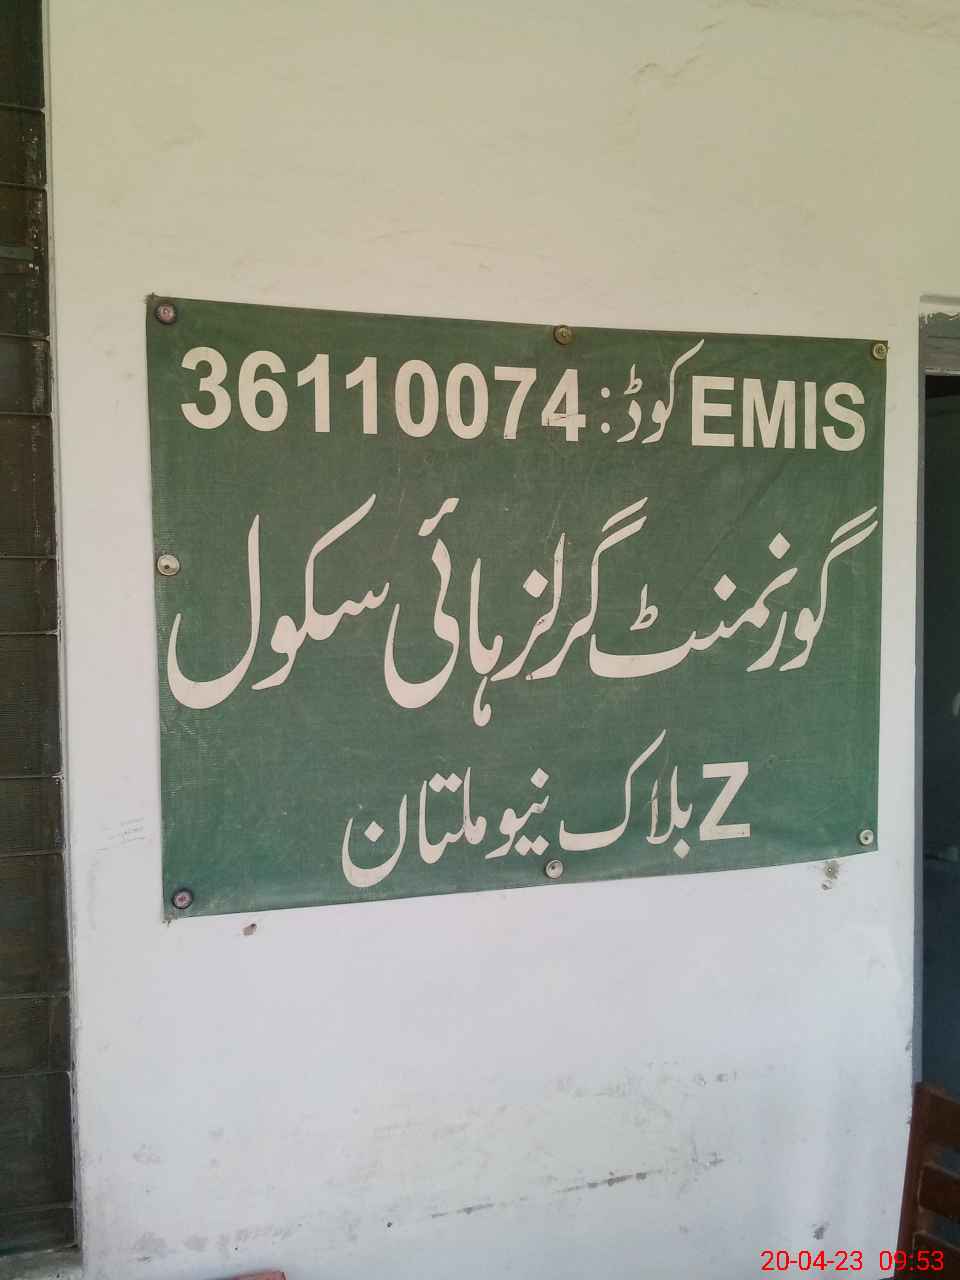 EMIS کوڈ: 36110074
گورنمنٹ گرلز ہائی سکول
Z بلاک نیو ملتان
20-04-23 09:53